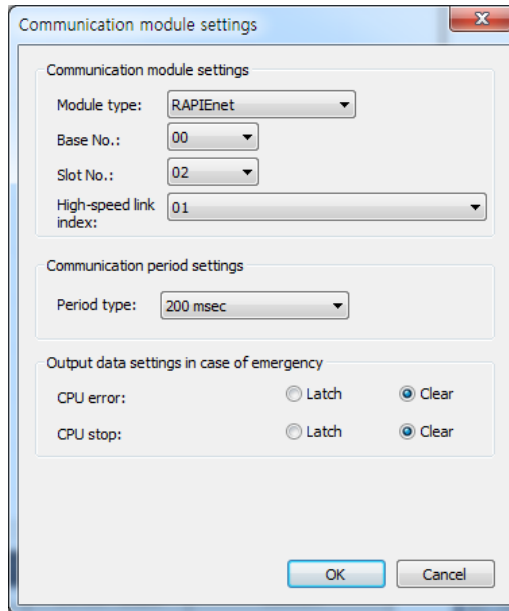 Communication module settings
Communication module settings
Module type: RAPIEnet
Base No.: 00
Slot No.: 02
High-speed link index: 01
Communication period settings
Period type: 200 msec
Output data settings in case of emergency
CPU error: Latch Clear
CPU stop: Latch Clear
OK Cancel